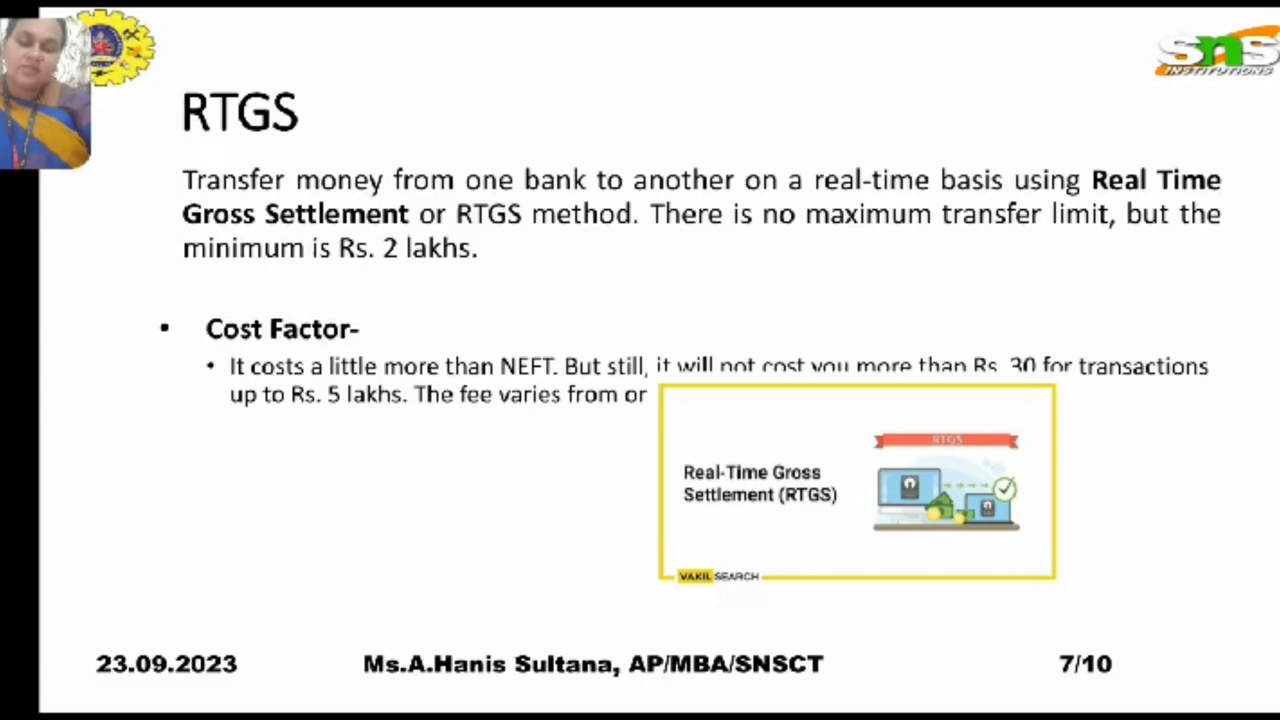 sns
INSTITUTIONS
RTGS
Transfer money from one bank to another on a real-time basis using Real Time
Gross Settlement or RTGS method. There is no maximum transfer limit, but the
minimum is Rs. 2 lakhs.
• Cost Factor-
• It costs a little more than NEFT. But still, it will not cost you more than Rs. 30 for transactions
up to Rs. 5 lakhs. The fee varies from or
RTGS
Real-Time Gross
Settlement (RTGS)
VAKILSEARCH
23.09.2023 Ms.A.Hanis Sultana, AP/MBA/SNSCT 7/10